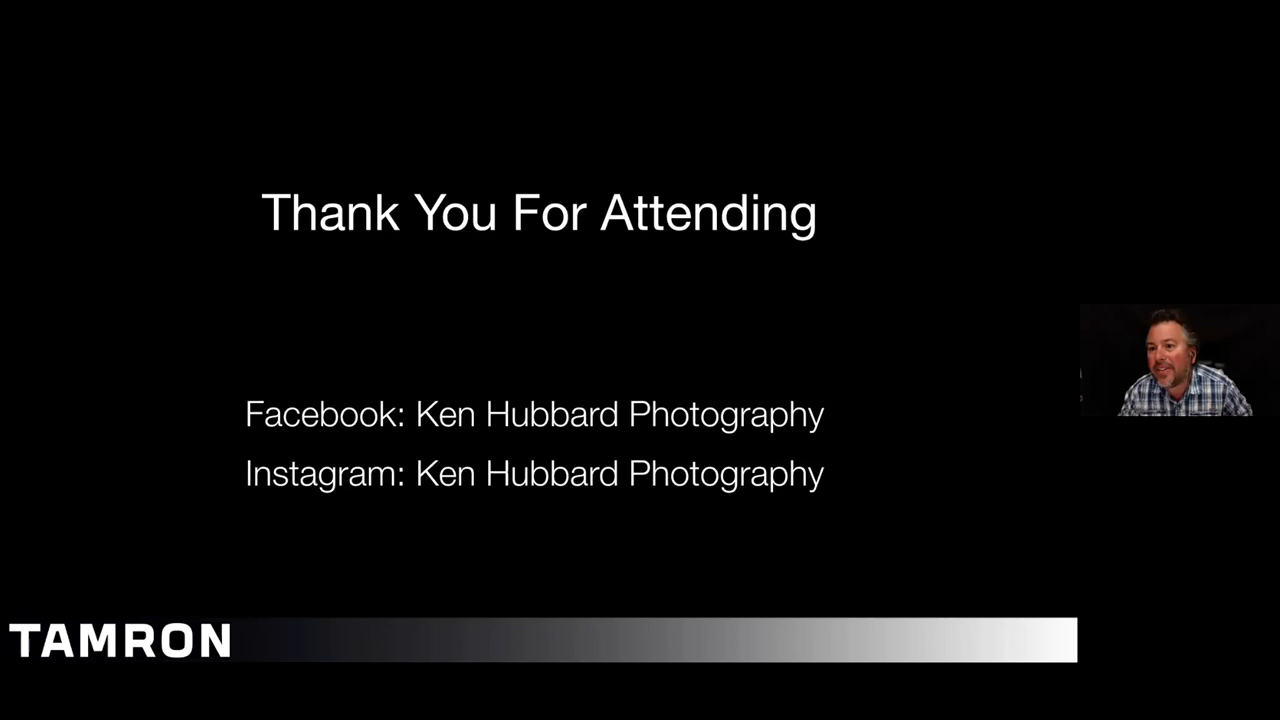 Thank You For Attending
Facebook: Ken Hubbard Photography
Instagram: Ken Hubbard Photography
TAMRON